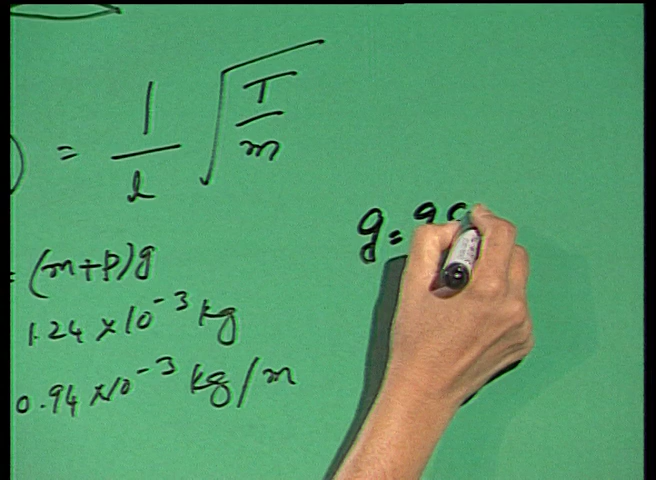 ) = 1/l √(T/m)
= (m+p)g
1.24 × 10⁻³ kg
0.94 × 10⁻³ kg/m
g = 9